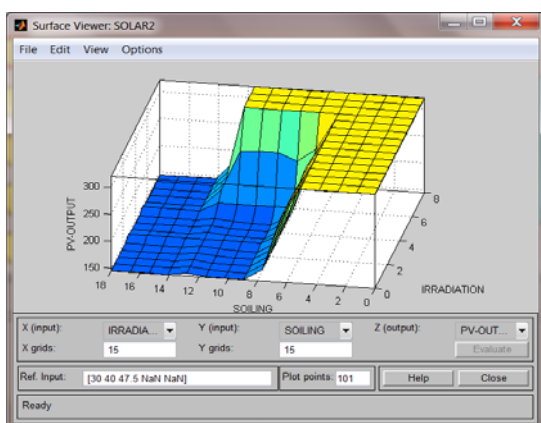 Surface Viewer: SOLAR2
File Edit View Options
300
250
200
150
PV-OUTPUT
18 16 14 12 10 8 6 4 2 0
SOILING
0 2 4 6 8
IRRADIATION
X (input): IRRADIA... Y (input): SOILING Z (output): PV-OUT...
X grids: 15 Y grids: 15 Evaluate
Ref. Input: [30 40 47.5 NaN NaN] Plot points: 101 Help Close
Ready